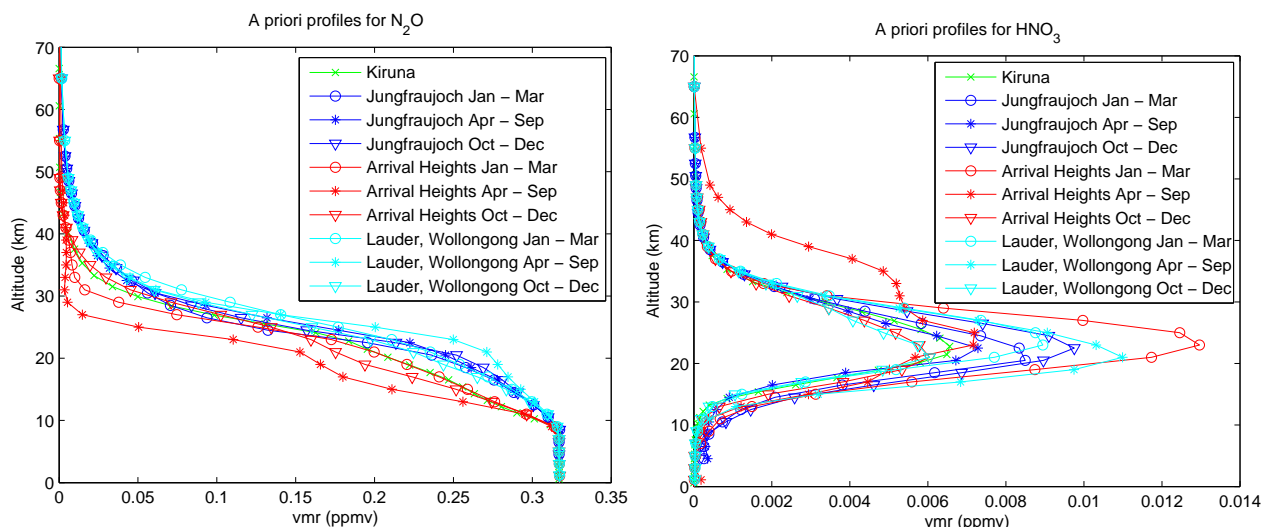 A priori profiles for N2O
70
60
50
40
30
20
10
0
Altitude (km)
0 0.05 0.1 0.15 0.2 0.25 0.3 0.35
vmr (ppmv)
Kiruna
Jungfraujoch Jan − Mar
Jungfraujoch Apr − Sep
Jungfraujoch Oct − Dec
Arrival Heights Jan − Mar
Arrival Heights Apr − Sep
Arrival Heights Oct − Dec
Lauder, Wollongong Jan − Mar
Lauder, Wollongong Apr − Sep
Lauder, Wollongong Oct − Dec
A priori profiles for HNO3
70
60
50
40
30
20
10
0
Altitude (km)
0 0.002 0.004 0.006 0.008 0.01 0.012 0.014
vmr (ppmv)
Kiruna
Jungfraujoch Jan − Mar
Jungfraujoch Apr − Sep
Jungfraujoch Oct − Dec
Arrival Heights Jan − Mar
Arrival Heights Apr − Sep
Arrival Heights Oct − Dec
Lauder, Wollongong Jan − Mar
Lauder, Wollongong Apr − Sep
Lauder, Wollongong Oct − Dec